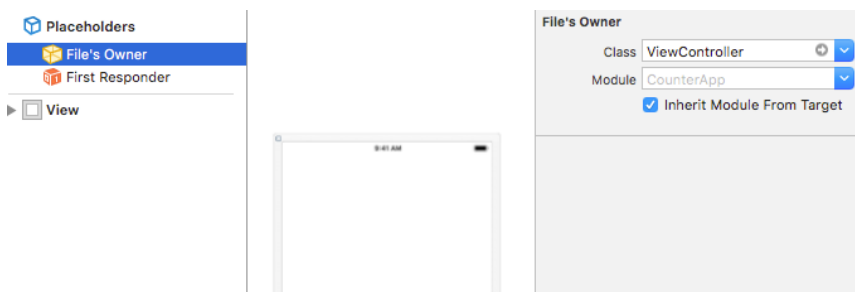 Placeholders
File's Owner
First Responder
View
9:41 AM
File's Owner
Class ViewController
Module CounterApp
Inherit Module From Target